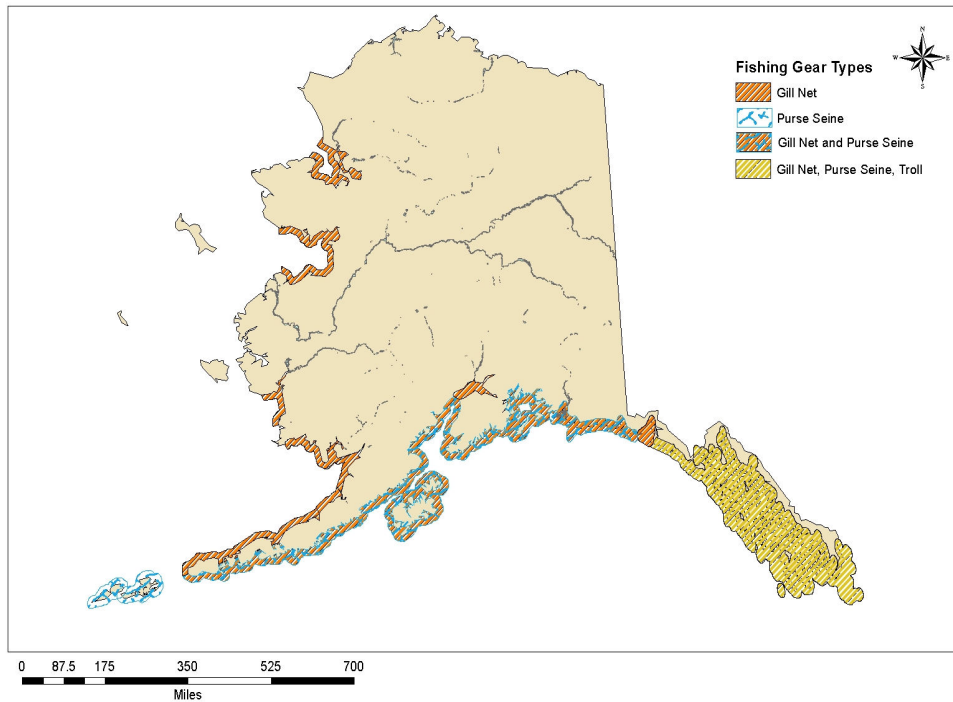 N
W E
S
Fishing Gear Types
Gill Net
Purse Seine
Gill Net and Purse Seine
Gill Net, Purse Seine, Troll
0 87.5 175 350 525 700
Miles